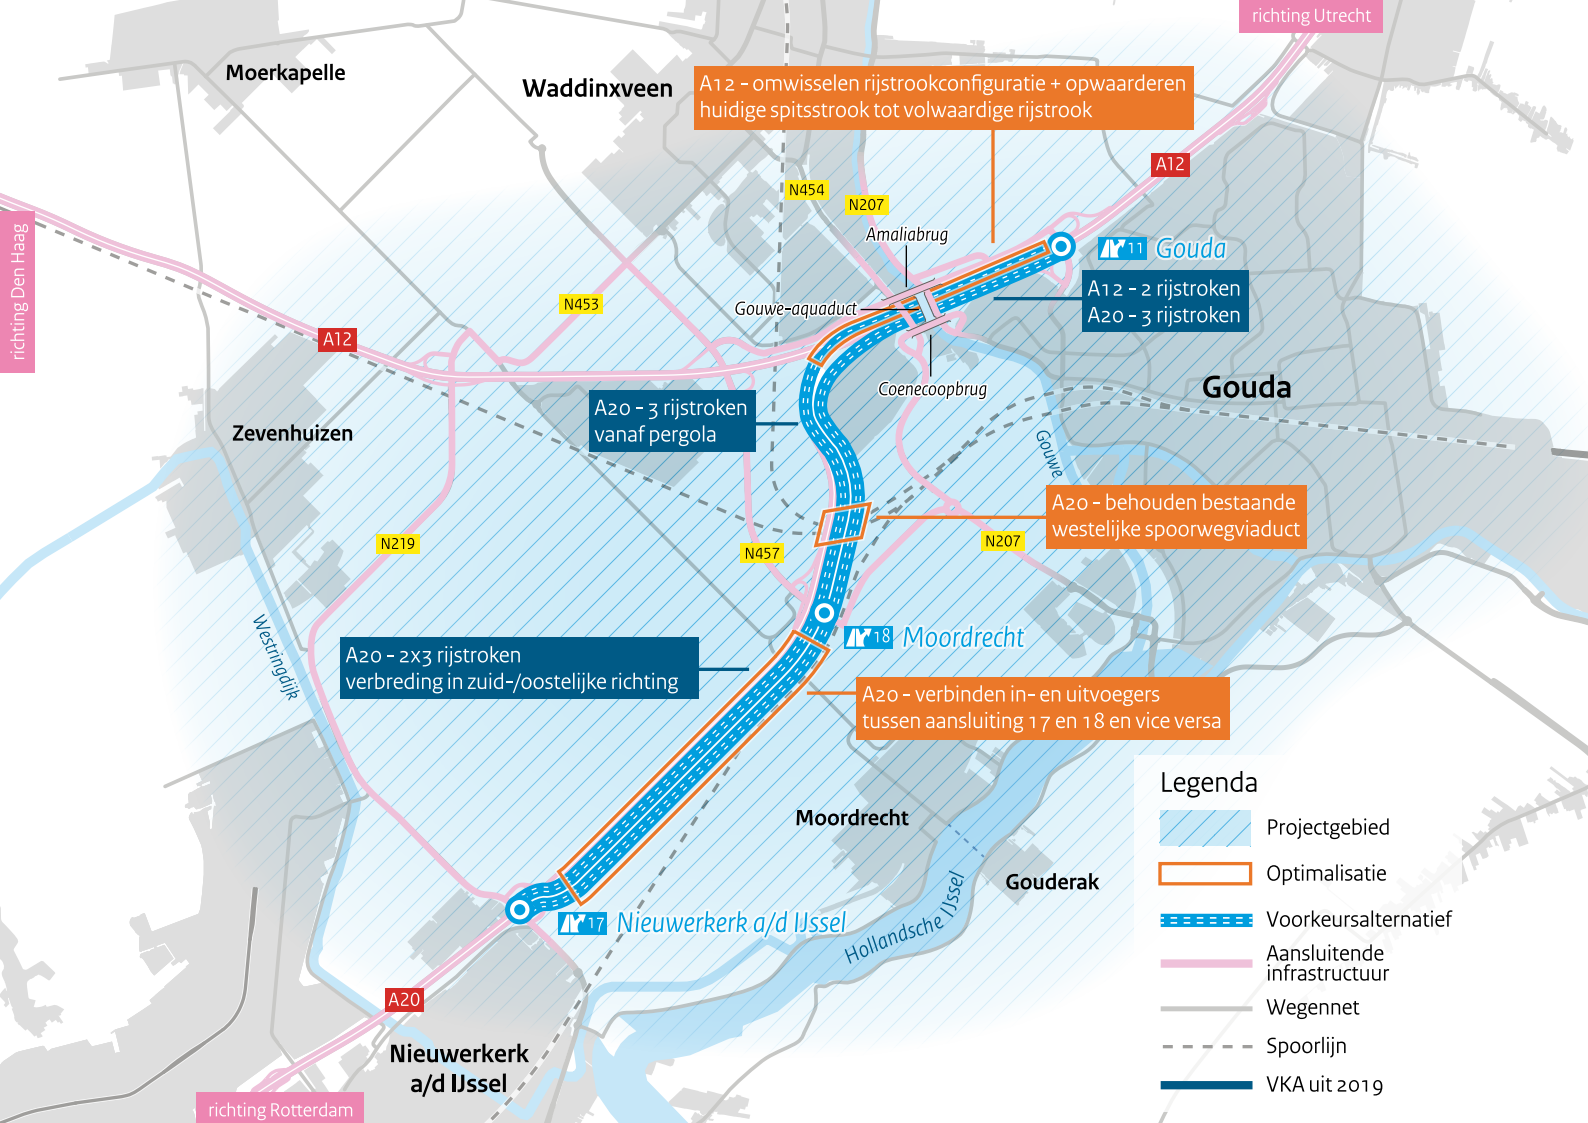 richting Utrecht
Moerkapelle
Waddinxveen
A12 - omwisselen rijstrookconfiguratie + opwaarderen
huidige spitsstrook tot volwaardige rijstrook
A12
N454
N207
Amaliabrug
11 Gouda
richting Den Haag
A12 - 2 rijstroken
A20 - 3 rijstroken
N453
Gouwe-aquaduct
A12
Coenecoopbrug
Gouda
A20 - 3 rijstroken
vanaf pergola
Zevenhuizen
Gouwe
A20 - behouden bestaande
westelijke spoorwegviaduct
N219
N457
N207
18 Moordrecht
Westringdijk
A20 - 2x3 rijstroken
verbreding in zuid-/oostelijke richting
A20 - verbinden in- en uitvoegers
tussen aansluiting 17 en 18 en vice versa
Moordrecht
Gouderak
17 Nieuwerkerk a/d IJssel
Hollandsche IJssel
A20
Nieuwerkerk
a/d IJssel
richting Rotterdam
Legenda
Projectgebied
Optimalisatie
Voorkeursalternatief
Aansluitende
infrastructuur
Wegennet
Spoorlijn
VKA uit 2019